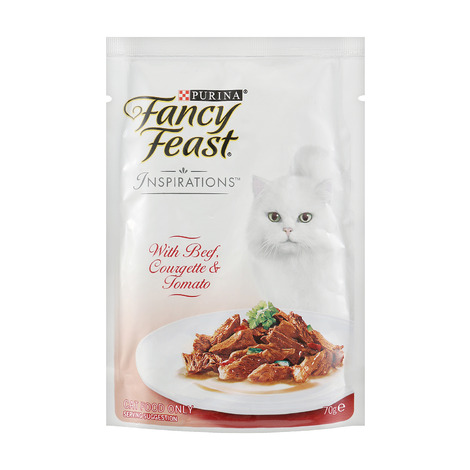 PURINA®
Fancy
Feast®
INSPIRATIONS™
With Beef,
Courgette &
Tomato
CAT FOOD ONLY
SERVING SUGGESTION
70g e